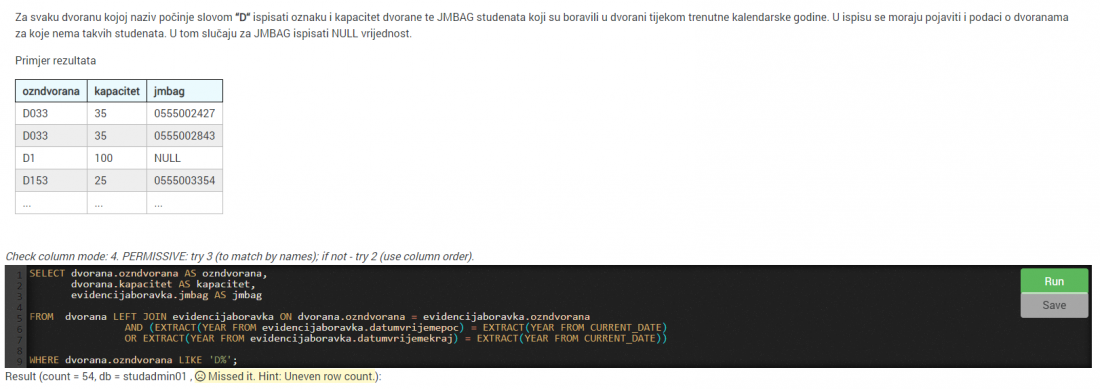 Za svaku dvoranu kojoj naziv počinje slovom "D" ispisati oznaku i kapacitet dvorane te JMBAG studenata koji su boravili u dvorani tijekom trenutne kalendarske godine. U ispisu se moraju pojaviti i podaci o dvoranama
za koje nema takvih studenata. U tom slučaju za JMBAG ispisati NULL vrijednost.
Primjer rezultata
ozndvorana kapacitet jmbag
D033 35 0555002427
D033 35 0555002843
D1 100 NULL
D153 25 0555003354
... ... ...
Check column mode: 4. PERMISSIVE: try 3 (to match by names); if not - try 2 (use column order).
1 SELECT dvorana.ozndvorana AS ozndvorana,
2 dvorana.kapacitet AS kapacitet,
3 evidencijaboravka.jmbag AS jmbag
4
5 FROM dvorana LEFT JOIN evidencijaboravka ON dvorana.ozndvorana = evidencijaboravka.ozndvorana
6 AND (EXTRACT(YEAR FROM evidencijaboravka.datumvrijemepoc) = EXTRACT(YEAR FROM CURRENT_DATE)
7 OR EXTRACT(YEAR FROM evidencijaboravka.datumvrijemekraj) = EXTRACT(YEAR FROM CURRENT_DATE))
8
9 WHERE dvorana.ozndvorana LIKE 'D%';
Run
Save
Result (count = 54, db = studadmin01 , Missed it. Hint: Uneven row count.):